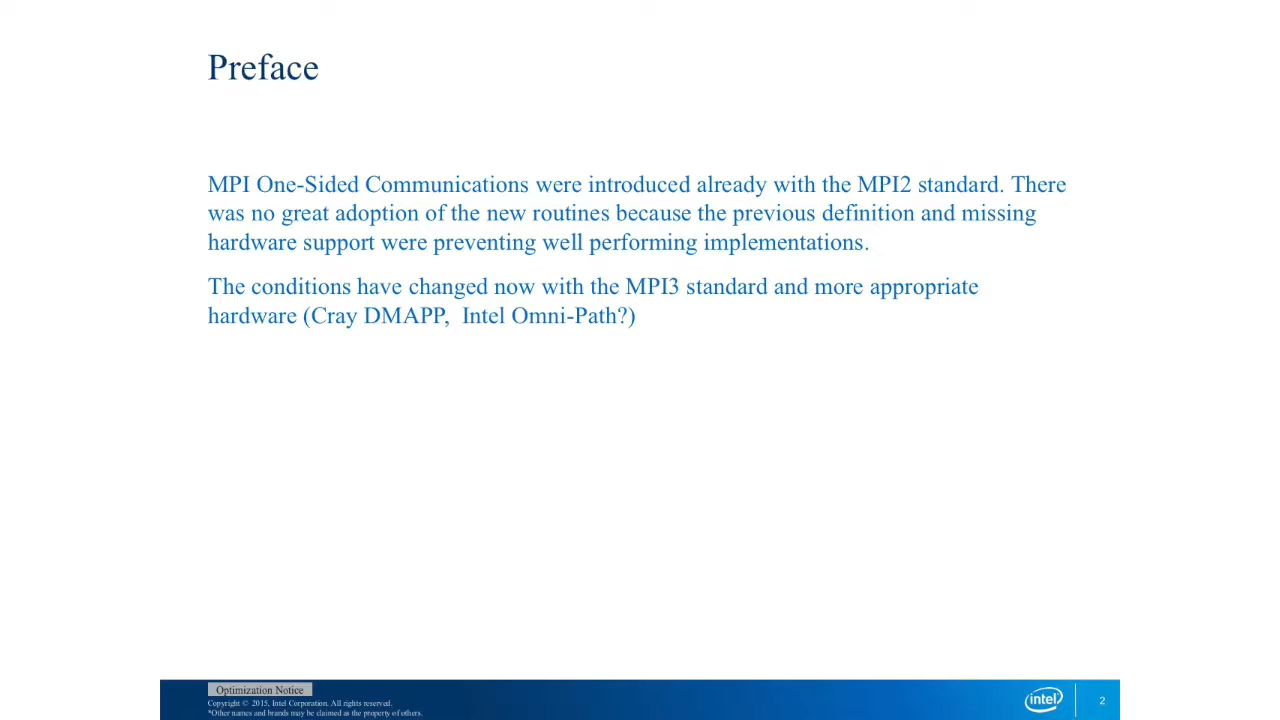 Preface
MPI One-Sided Communications were introduced already with the MPI2 standard. There
was no great adoption of the new routines because the previous definition and missing
hardware support were preventing well performing implementations.
The conditions have changed now with the MPI3 standard and more appropriate
hardware (Cray DMAPP,  Intel Omni-Path?)
Optimization Notice
Copyright © 2015, Intel Corporation. All rights reserved.
*Other names and brands may be claimed as the property of others.
intel
2